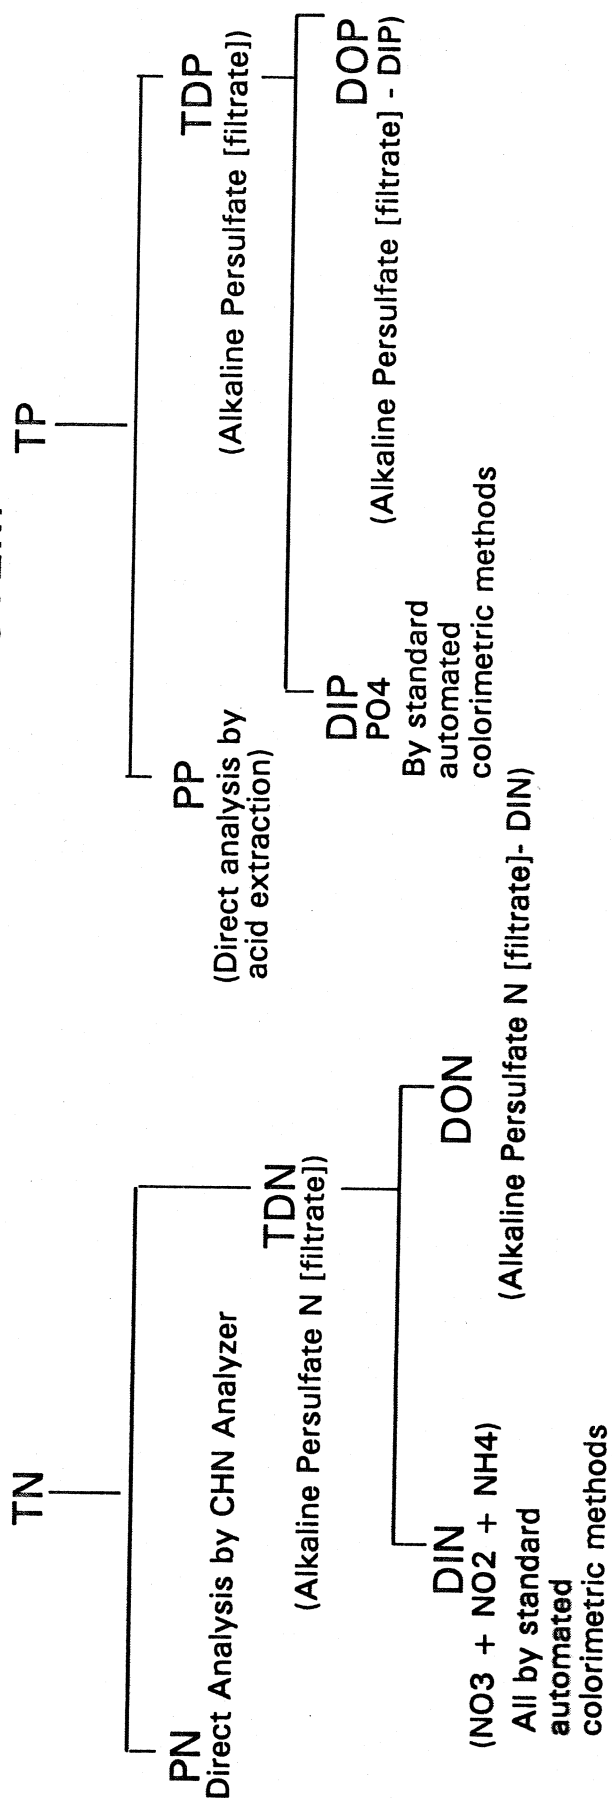 TN
PN
Direct Analysis by CHN Analyzer
TDN
(Alkaline Persulfate N [filtrate])
DIN
(NO3 + NO2 + NH4)
All by standard
automated
colorimetric methods
DON
(Alkaline Persulfate N [filtrate]- DIN)
TP
PP
(Direct analysis by
acid extraction)
TDP
(Alkaline Persulfate [filtrate])
DIP
PO4
By standard
automated
colorimetric methods
DOP
(Alkaline Persulfate [filtrate] - DIP)